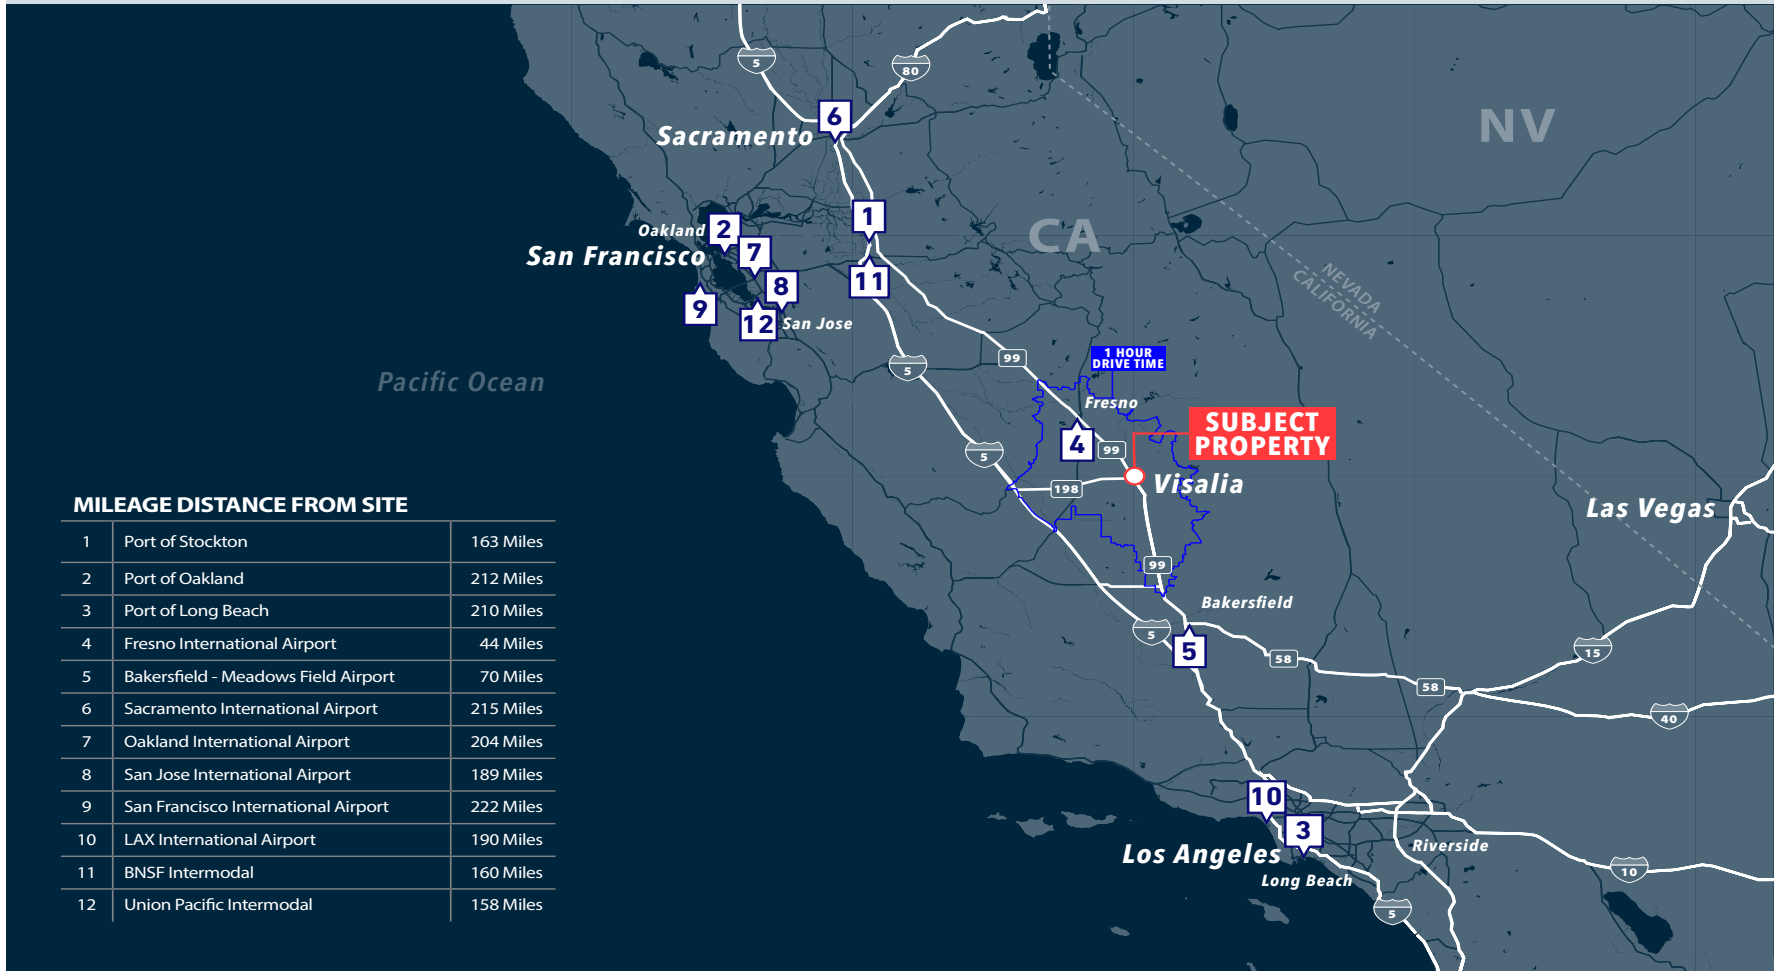 5
80
6
Sacramento
NV
1
CA
2
Oakland
7
San Francisco
8
11
9
12
San Jose
NEVADA
CALIFORNIA
99
5
1 HOUR
DRIVE TIME
Pacific Ocean
Fresno
SUBJECT
PROPERTY
4
99
5
198
Visalia
Las Vegas
MILEAGE DISTANCE FROM SITE
1 Port of Stockton 163 Miles
2 Port of Oakland 212 Miles
3 Port of Long Beach 210 Miles
4 Fresno International Airport 44 Miles
5 Bakersfield - Meadows Field Airport 70 Miles
6 Sacramento International Airport 215 Miles
7 Oakland International Airport 204 Miles
8 San Jose International Airport 189 Miles
9 San Francisco International Airport 222 Miles
10 LAX International Airport 190 Miles
11 BNSF Intermodal 160 Miles
12 Union Pacific Intermodal 158 Miles
99
Bakersfield
5
5
58
15
58
40
10
3
Los Angeles
Riverside
Long Beach
10
5